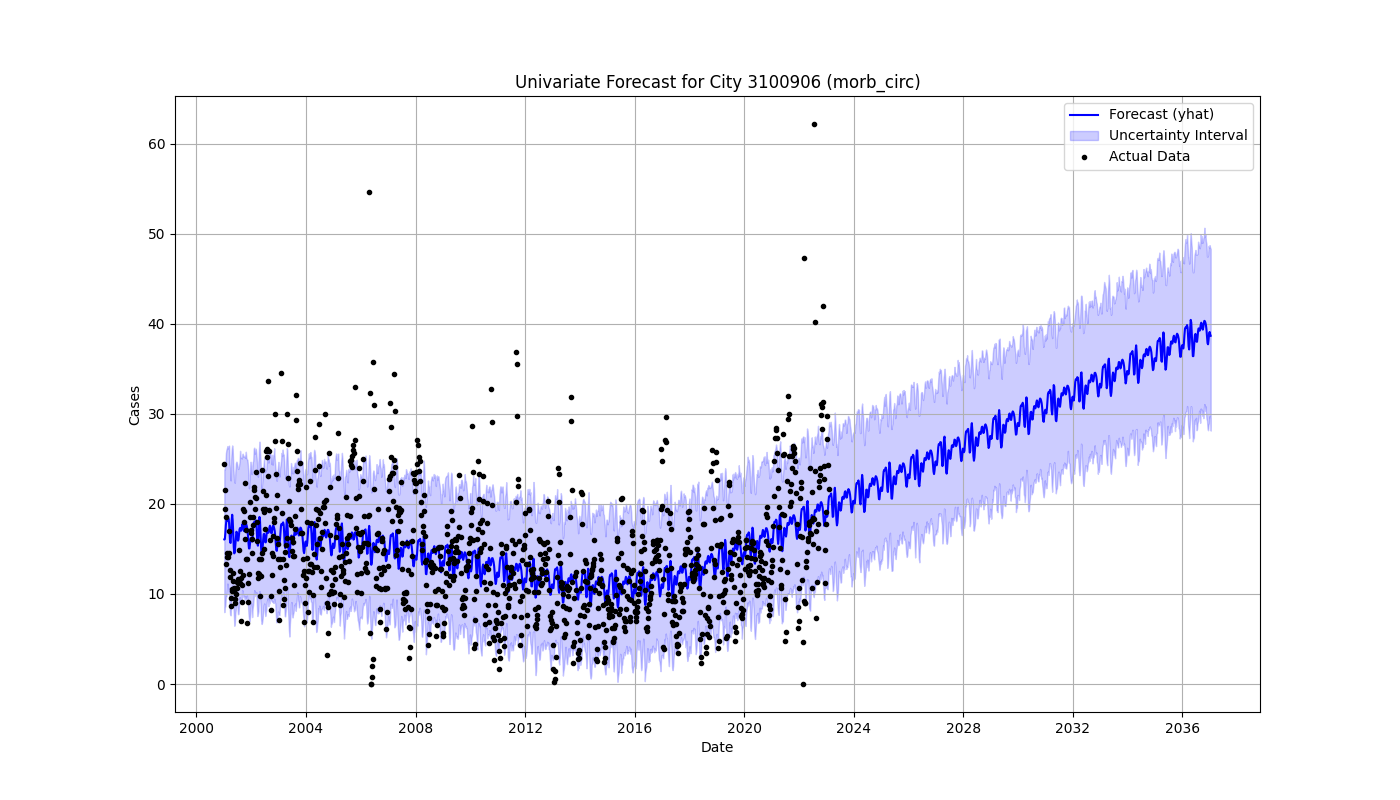 Univariate Forecast for City 3100906 (morb_circ)
Forecast (yhat)
Uncertainty Interval
Actual Data
60
50
40
30
20
10
0
Cases
2000 2004 2008 2012 2016 2020 2024 2028 2032 2036
Date